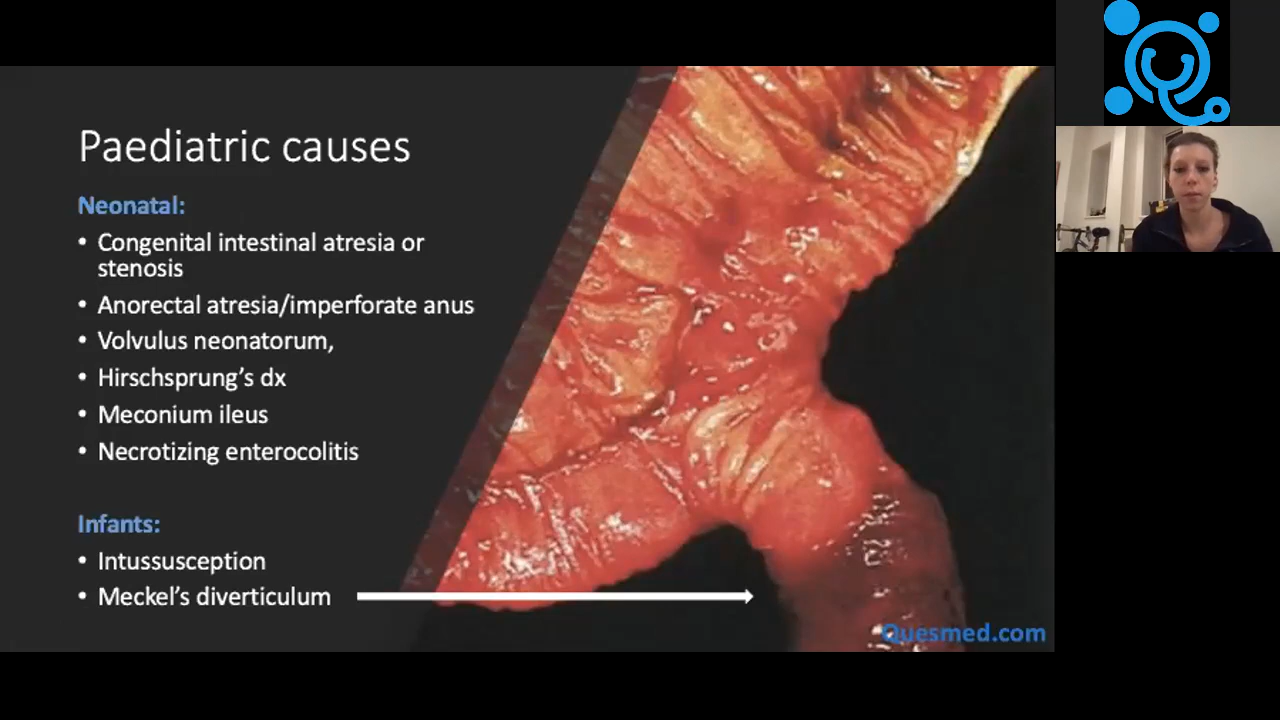 Paediatric causes
Neonatal:
• Congenital intestinal atresia or
stenosis
• Anorectal atresia/imperforate anus
• Volvulus neonatorum,
• Hirschsprung’s dx
• Meconium ileus
• Necrotizing enterocolitis
Infants:
• Intussusception
• Meckel’s diverticulum
Quesmed.com